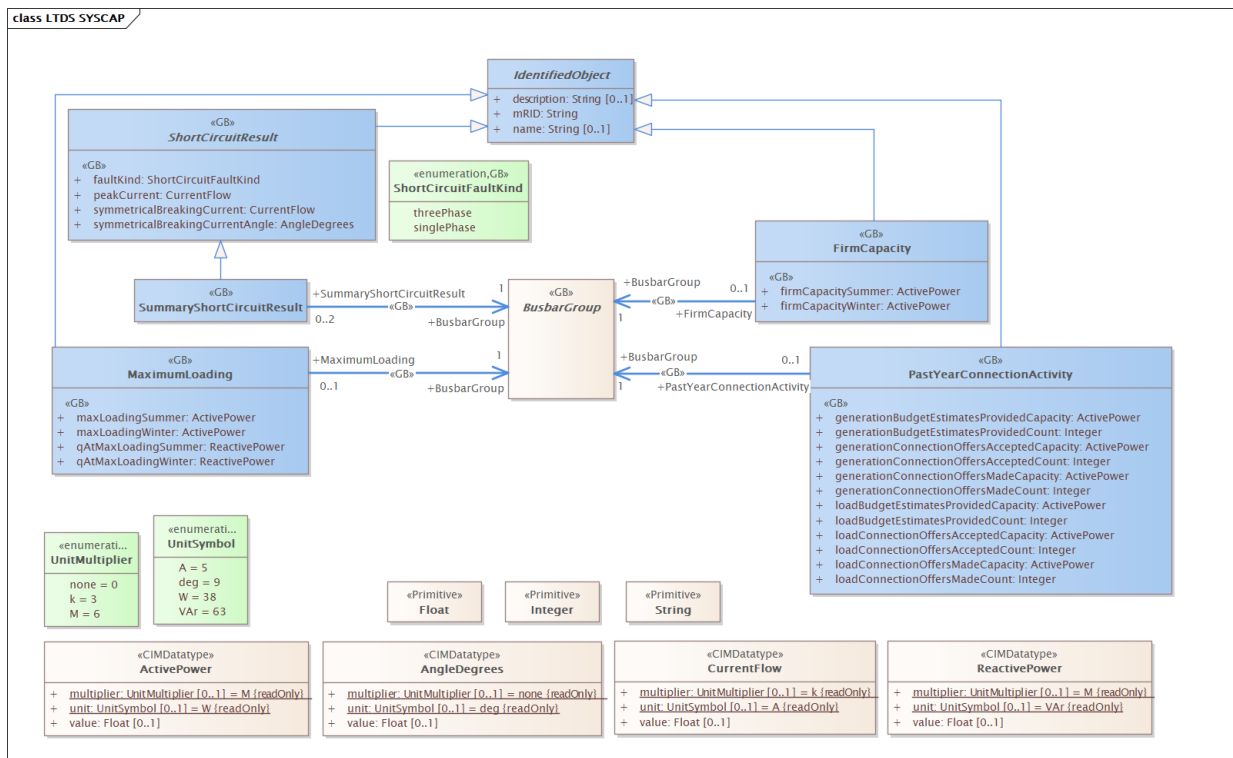 class LTDS SYSCAP
IdentifiedObject
+ description: String [0..1]
+ mRID: String
+ name: String [0..1]
«GB»
ShortCircuitResult
«GB»
+ faultKind: ShortCircuitFaultKind
+ peakCurrent: CurrentFlow
+ symmetricalBreakingCurrent: CurrentFlow
+ symmetricalBreakingCurrentAngle: AngleDegrees
«enumeration,GB»
ShortCircuitFaultKind
threePhase
singlePhase
«GB»
FirmCapacity
«GB»
+ firmCapacitySummer: ActivePower
+ firmCapacityWinter: ActivePower
«GB»
SummaryShortCircuitResult
+SummaryShortCircuitResult 1
«GB»
0..2 +BusbarGroup
«GB»
BusbarGroup
+BusbarGroup 0..1
«GB»
1 +FirmCapacity
«GB»
MaximumLoading
«GB»
+ maxLoadingSummer: ActivePower
+ maxLoadingWinter: ActivePower
+ qAtMaxLoadingSummer: ReactivePower
+ qAtMaxLoadingWinter: ReactivePower
+MaximumLoading 1
«GB»
0..1 +BusbarGroup
+BusbarGroup 0..1
«GB»
1 +PastYearConnectionActivity
«GB»
PastYearConnectionActivity
«GB»
+ generationBudgetEstimatesProvidedCapacity: ActivePower
+ generationBudgetEstimatesProvidedCount: Integer
+ generationConnectionOffersAcceptedCapacity: ActivePower
+ generationConnectionOffersAcceptedCount: Integer
+ generationConnectionOffersMadeCapacity: ActivePower
+ generationConnectionOffersMadeCount: Integer
+ loadBudgetEstimatesProvidedCapacity: ActivePower
+ loadBudgetEstimatesProvidedCount: Integer
+ loadConnectionOffersAcceptedCapacity: ActivePower
+ loadConnectionOffersAcceptedCount: Integer
+ loadConnectionOffersMadeCapacity: ActivePower
+ loadConnectionOffersMadeCount: Integer
«enumerati...
UnitMultiplier
none = 0
k = 3
M = 6
«enumerati...
UnitSymbol
A = 5
deg = 9
W = 38
VAr = 63
«Primitive»
Float
«Primitive»
Integer
«Primitive»
String
«CIMDatatype»
ActivePower
+ multiplier: UnitMultiplier [0..1] = M {readOnly}
+ unit: UnitSymbol [0..1] = W {readOnly}
+ value: Float [0..1]
«CIMDatatype»
AngleDegrees
+ multiplier: UnitMultiplier [0..1] = none {readOnly}
+ unit: UnitSymbol [0..1] = deg {readOnly}
+ value: Float [0..1]
«CIMDatatype»
CurrentFlow
+ multiplier: UnitMultiplier [0..1] = k {readOnly}
+ unit: UnitSymbol [0..1] = A {readOnly}
+ value: Float [0..1]
«CIMDatatype»
ReactivePower
+ multiplier: UnitMultiplier [0..1] = M {readOnly}
+ unit: UnitSymbol [0..1] = VAr {readOnly}
+ value: Float [0..1]